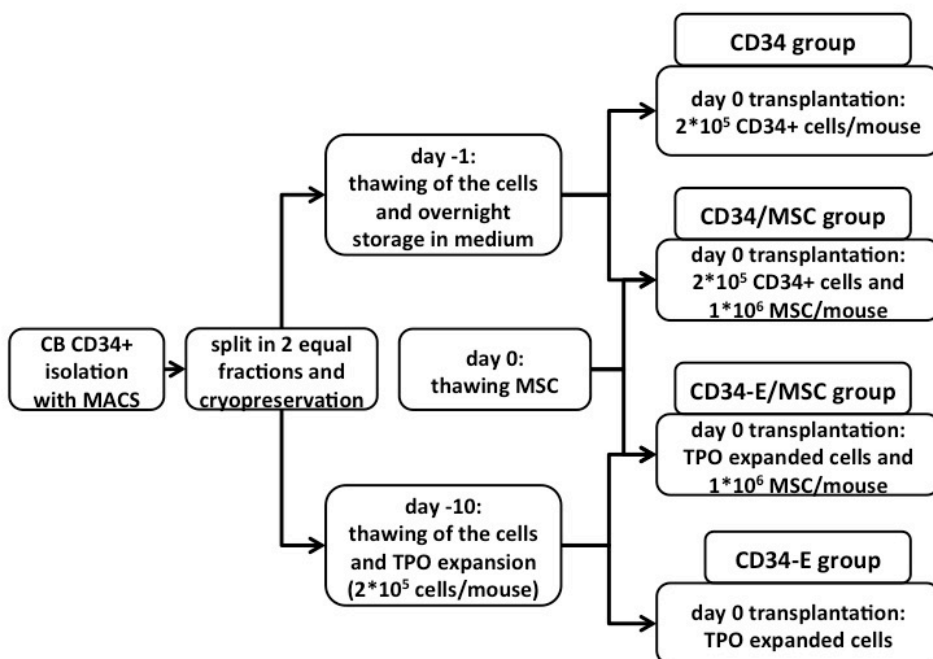 CB CD34+
isolation
with MACS
split in 2 equal
fractions and
cryopreservation
day -1:
thawing of the cells
and overnight
storage in medium
day -10:
thawing of the cells
and TPO expansion
(2*10⁵ cells/mouse)
day 0:
thawing MSC
CD34 group
day 0 transplantation:
2*10⁵ CD34+ cells/mouse
CD34/MSC group
day 0 transplantation:
2*10⁵ CD34+ cells and
1*10⁶ MSC/mouse
CD34-E/MSC group
day 0 transplantation:
TPO expanded cells and
1*10⁶ MSC/mouse
CD34-E group
day 0 transplantation:
TPO expanded cells